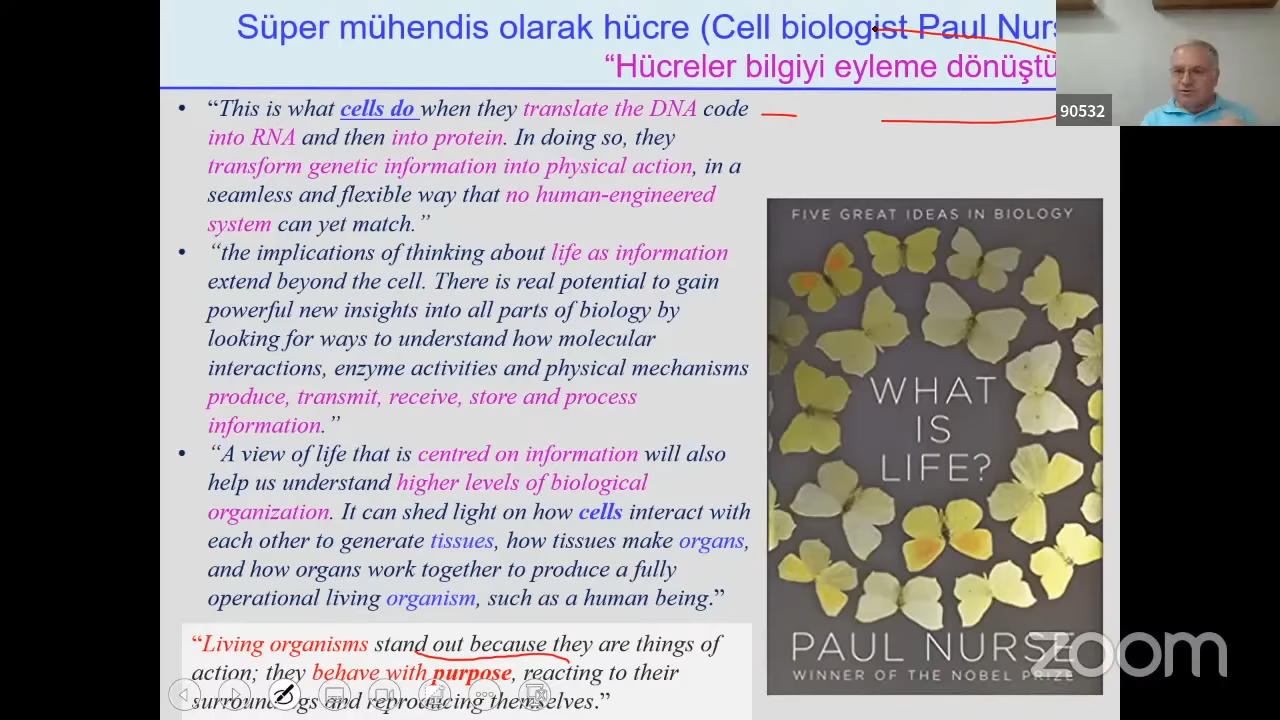 Süper mühendis olarak hücre (Cell biologist Paul
“Hücreler bilgiyi eyleme
90532
• “This is what cells do when they translate the DNA code
into RNA and then into protein. In doing so, they
transform genetic information into physical action, in a
seamless and flexible way that no human-engineered
system can yet match.”
• “the implications of thinking about life as information
extend beyond the cell. There is real potential to gain
powerful new insights into all parts of biology by
looking for ways to understand how molecular
interactions, enzyme activities and physical mechanisms
produce, transmit, receive, store and process
information.”
• “A view of life that is centred on information will also
help us understand higher levels of biological
organization. It can shed light on how cells interact with
each other to generate tissues, how tissues make organs,
and how organs work together to produce a fully
operational living organism, such as a human being.”
“Living organisms stand out because they are things of
action; they behave with purpose, reacting to their
and reproducing themselves.”
FIVE GREAT IDEAS IN BIOLOGY
WHAT
IS
LIFE?
PAUL NURSE
WINNER OF THE NOBEL PRIZE
zoom